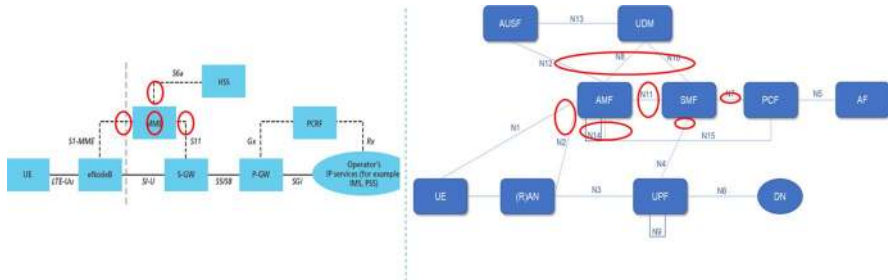 S6a
HSS
MME
S1-MME
S11
Gx
PCRF
Rx
UE
LTE-Uu
eNodeB
S1-U
S-GW
S5/S8
P-GW
SGi
Operator's
IP services (for example
IMS, PSS)
AUSF
N13
UDM
N12
N8
N10
AMF
N11
SMF
N7
PCF
N5
AF
N1
N2
N14
N15
N4
UE
(R)AN
N3
UPF
N6
DN
N9